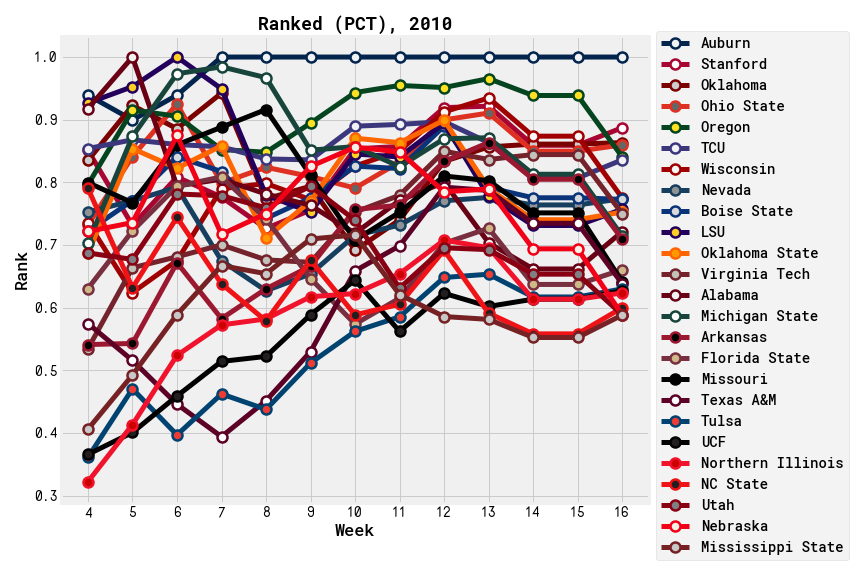 Ranked (PCT), 2010
1.0
0.9
0.8
0.7
0.6
0.5
0.4
0.3
Rank
4 5 6 7 8 9 10 11 12 13 14 15 16
Week
Auburn
Stanford
Oklahoma
Ohio State
Oregon
TCU
Wisconsin
Nevada
Boise State
LSU
Oklahoma State
Virginia Tech
Alabama
Michigan State
Arkansas
Florida State
Missouri
Texas A&M
Tulsa
UCF
Northern Illinois
NC State
Utah
Nebraska
Mississippi State